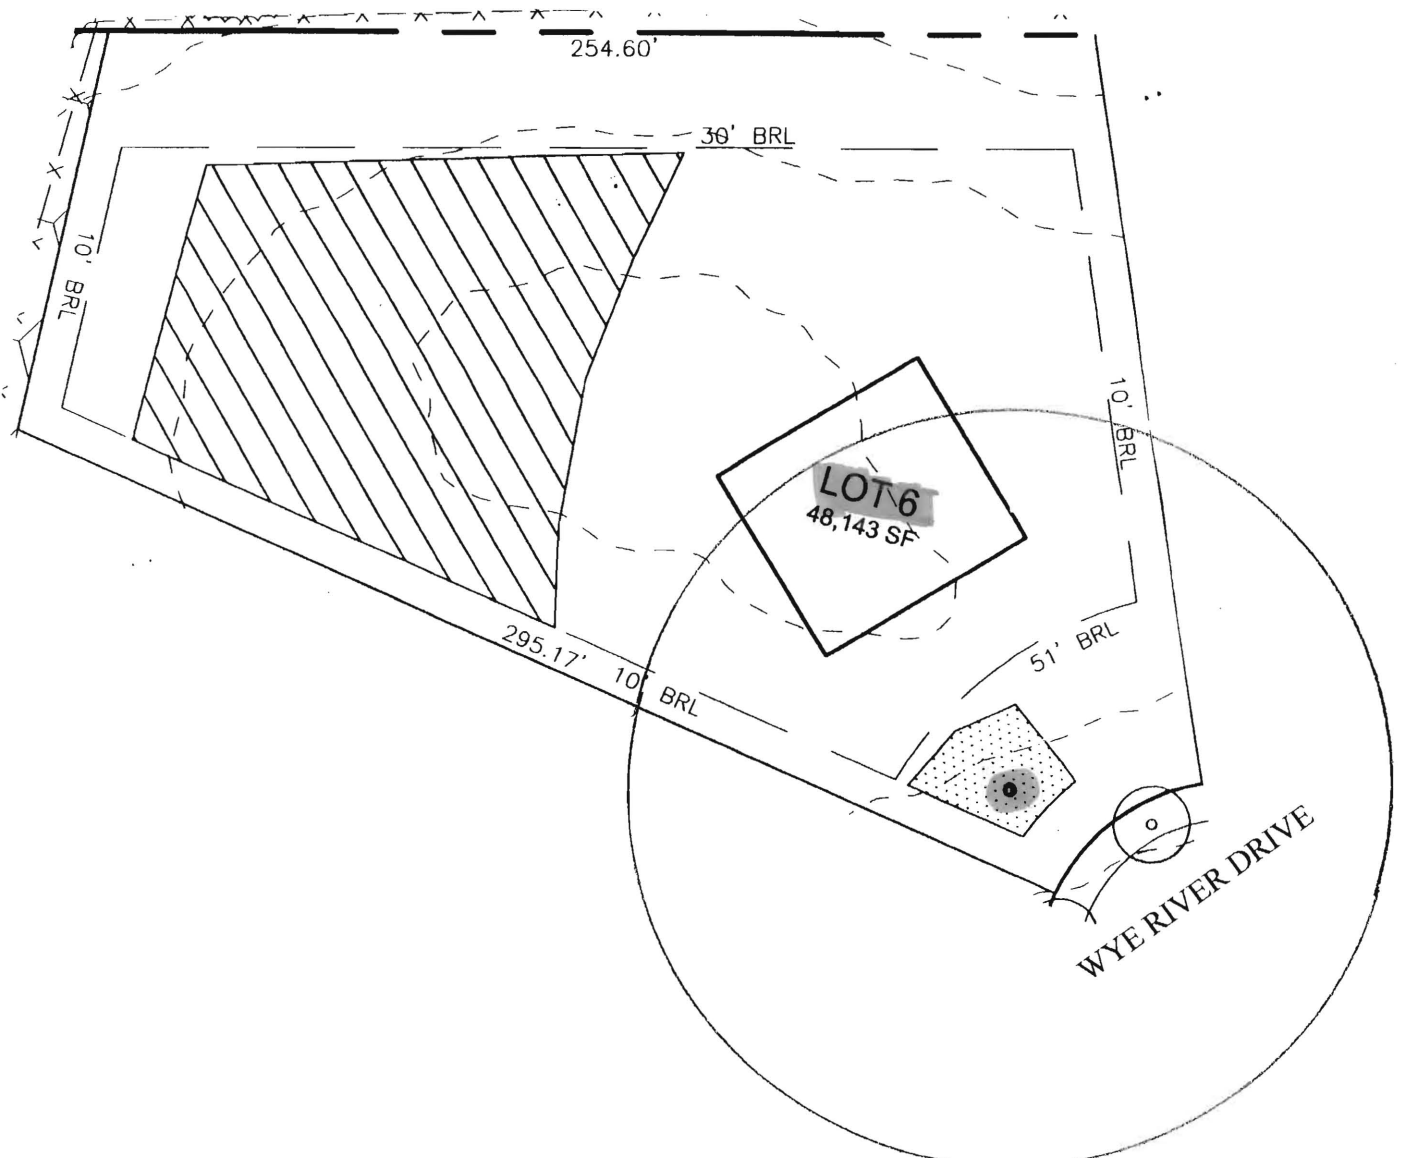 254.60'
30' BRL
10' BRL
10' BRL
LOT 6
48,143 SF
51' BRL
295.17'
10' BRL
WYE RIVER DRIVE